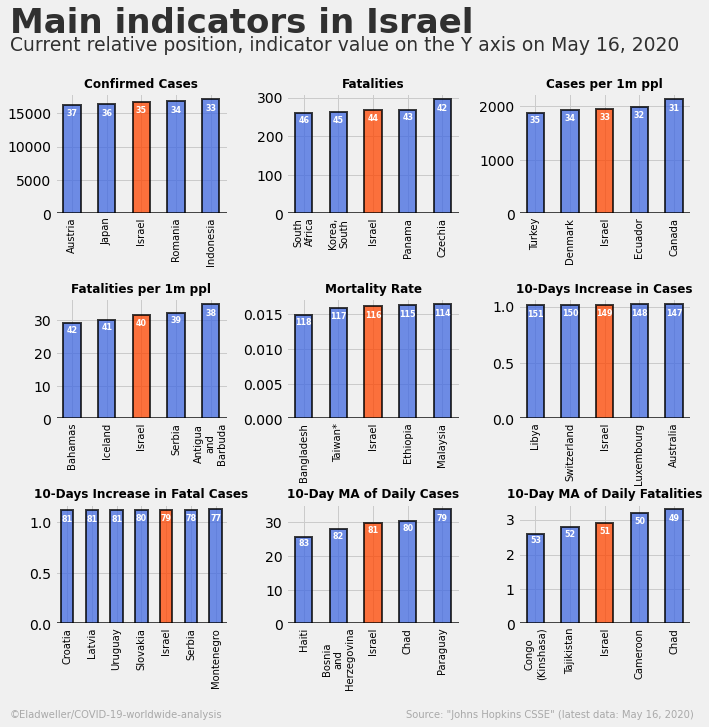 Main indicators in Israel
Current relative position, indicator value on the Y axis on May 16, 2020
Confirmed Cases
15000
10000
5000
0
37
36
35
34
33
Austria
Japan
Israel
Romania
Indonesia
Fatalities
300
200
100
0
46
45
44
43
42
South
Africa
Korea,
South
Israel
Panama
Czechia
Cases per 1m ppl
2000
1000
0
35
34
33
32
31
Turkey
Denmark
Israel
Ecuador
Canada
Fatalities per 1m ppl
30
20
10
0
42
41
40
39
38
Bahamas
Iceland
Israel
Serbia
Antigua
and
Barbuda
Mortality Rate
0.015
0.010
0.005
0.000
118
117
116
115
114
Bangladesh
Taiwan*
Israel
Ethiopia
Malaysia
10-Days Increase in Cases
1.0
0.5
0.0
151
150
149
148
147
Libya
Switzerland
Israel
Luxembourg
Australia
10-Days Increase in Fatal Cases
1.0
0.5
0.0
81
81
81
80
79
78
77
Croatia
Latvia
Uruguay
Slovakia
Israel
Serbia
Montenegro
10-Day MA of Daily Cases
30
20
10
0
83
82
81
80
79
Haiti
Bosnia
and
Herzegovina
Israel
Chad
Paraguay
10-Day MA of Daily Fatalities
3
2
1
0
53
52
51
50
49
Congo
(Kinshasa)
Tajikistan
Israel
Cameroon
Chad
©Eladweller/COVID-19-worldwide-analysis
Source: "Johns Hopkins CSSE" (latest data: May 16, 2020)